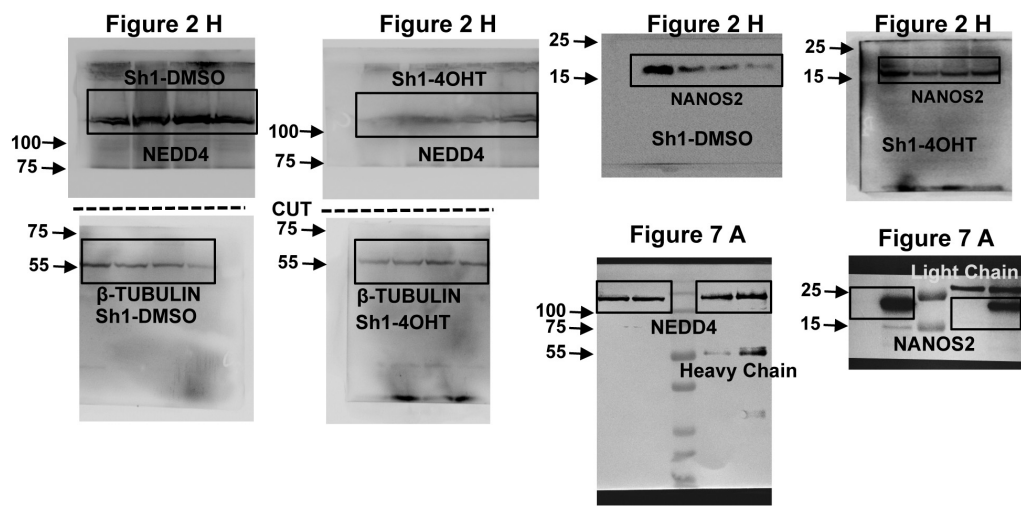 Figure 2 H
Sh1-DMSO
100
75
NEDD4
Figure 2 H
Sh1-4OHT
100
75
NEDD4
Figure 2 H
25
15
NANOS2
Sh1-DMSO
Figure 2 H
25
15
NANOS2
Sh1-4OHT
CUT
75
55
β-TUBULIN
Sh1-DMSO
75
55
β-TUBULIN
Sh1-4OHT
Figure 7 A
100
75
NEDD4
55
Heavy Chain
Figure 7 A
Light Chain
25
15
NANOS2